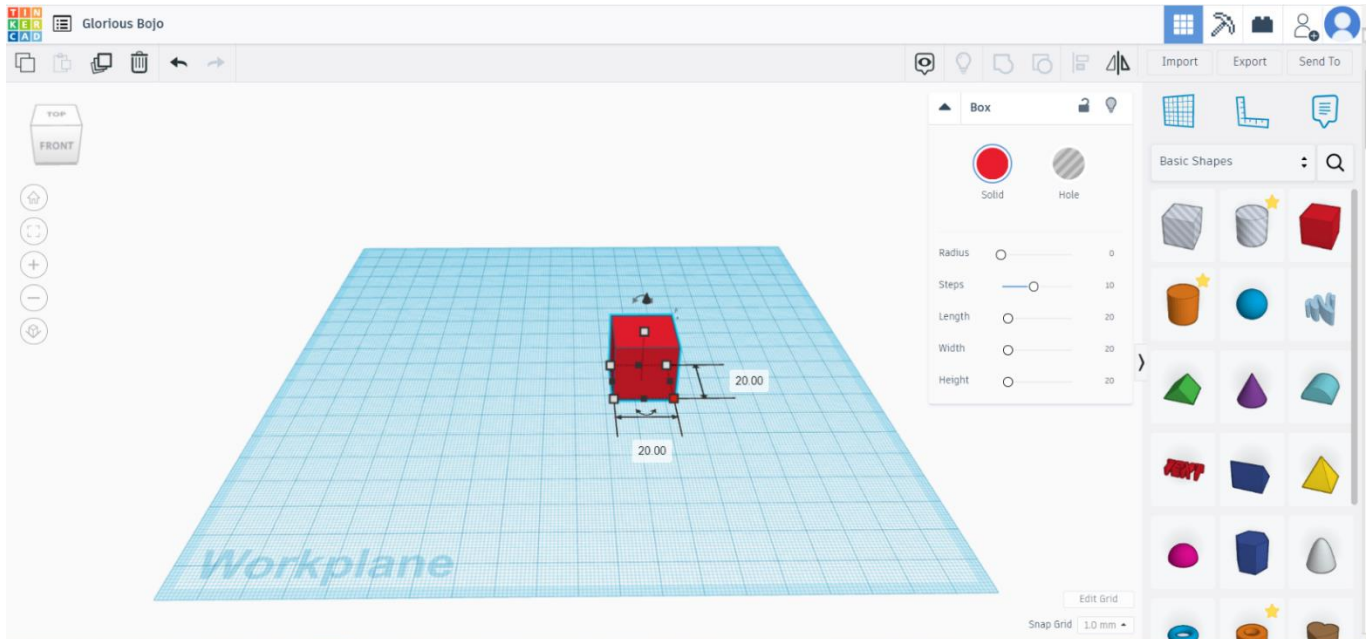 TIN
KER
CAD
Glorious Bojo
Import
Export
Send To
TOP
FRONT
Box
Solid
Hole
Radius 0
Steps 10
Length 20
Width 20
Height 20
Basic Shapes
20.00
20.00
TEXT
Workplane
Edit Grid
Snap Grid 1.0 mm